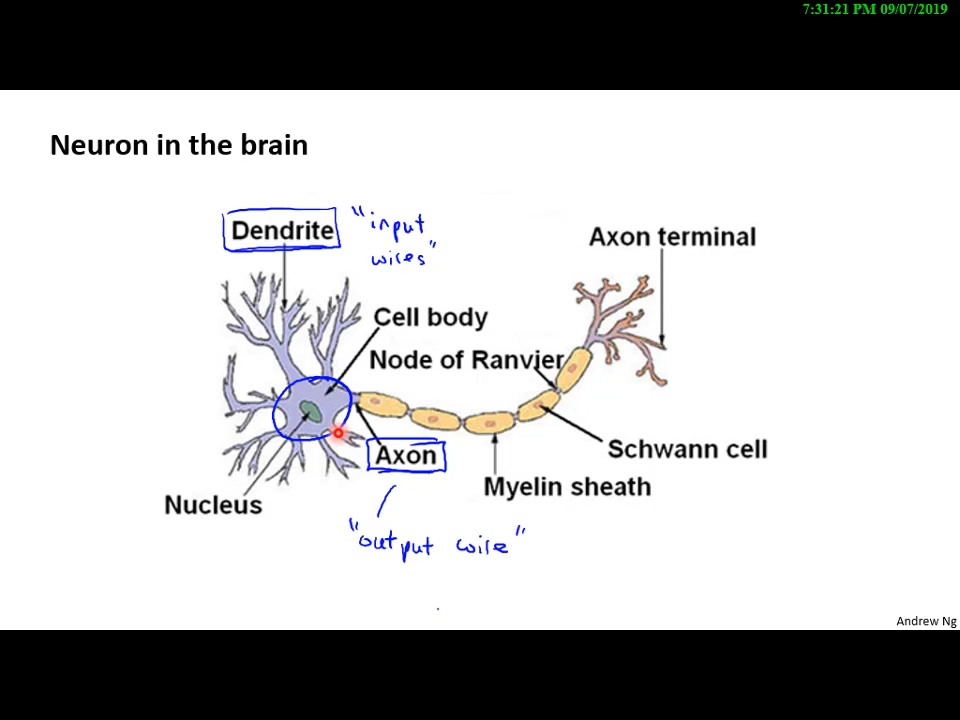 7:31:21 PM 09/07/2019
Neuron in the brain
Dendrite
"input
wires"
Axon terminal
Cell body
Node of Ranvier
Axon
Schwann cell
Myelin sheath
Nucleus
"output wire"
Andrew Ng